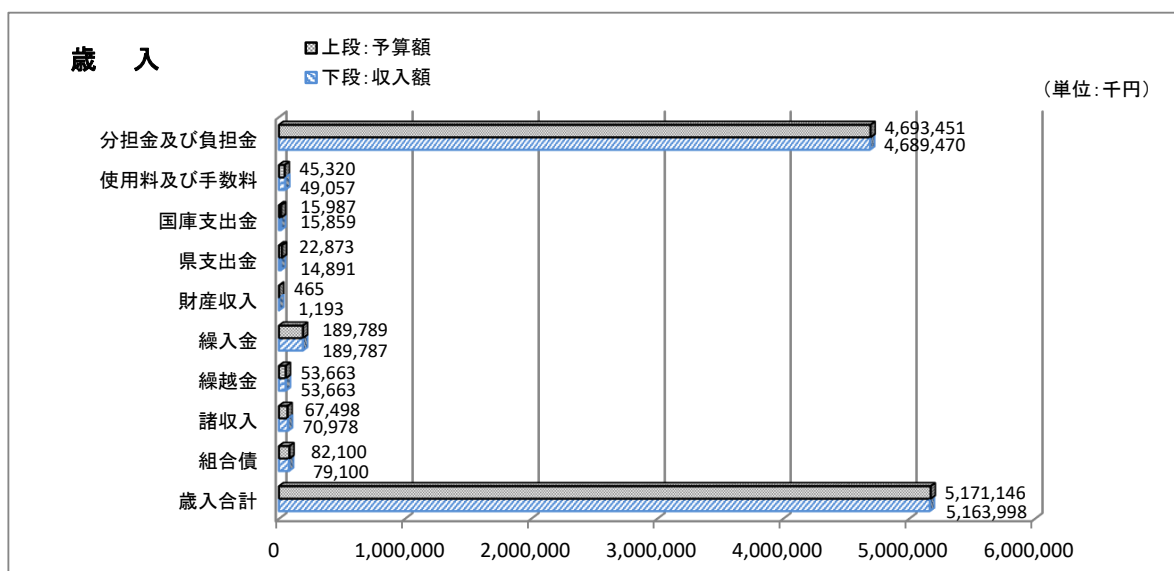 歳 入
上段:予算額
下段:収入額
(単位:千円)
分担金及び負担金
4,693,451
4,689,470
使用料及び手数料
45,320
49,057
国庫支出金
15,987
15,859
県支出金
22,873
14,891
財産収入
465
1,193
繰入金
189,789
189,787
繰越金
53,663
53,663
諸収入
67,498
70,978
組合債
82,100
79,100
歳入合計
5,171,146
5,163,998
0 1,000,000 2,000,000 3,000,000 4,000,000 5,000,000 6,000,000